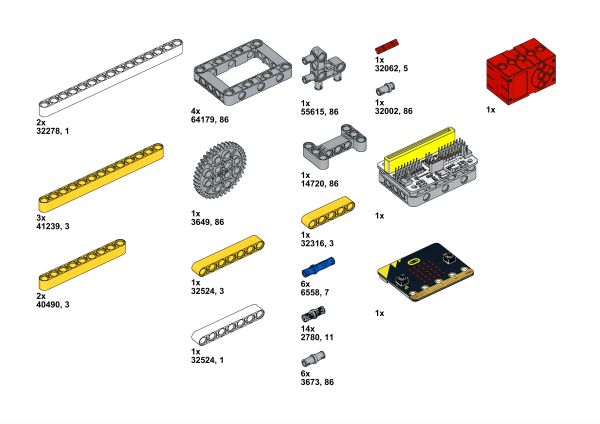 2x
32278, 1
3x
41239, 3
2x
40490, 3
4x
64179, 86
1x
3649, 86
1x
32524, 3
1x
32524, 1
1x
55615, 86
1x
14720, 86
1x
32316, 3
6x
6558, 7
14x
2780, 11
6x
3673, 86
1x
32062, 5
1x
32002, 86
1x
1x
1x